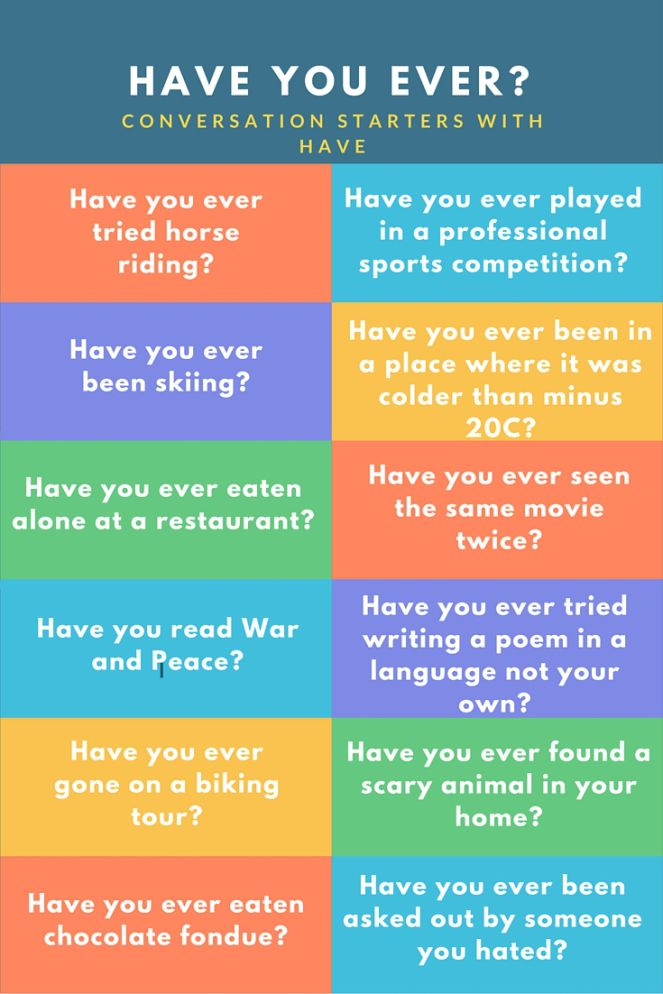 HAVE YOU EVER?
CONVERSATION STARTERS WITH
HAVE
Have you ever
tried horse
riding?
Have you ever played
in a professional
sports competition?
Have you ever
been skiing?
Have you ever been in
a place where it was
colder than minus
20C?
Have you ever eaten
alone at a restaurant?
Have you ever seen
the same movie
twice?
Have you read War
and Peace?
Have you ever tried
writing a poem in a
language not your
own?
Have you ever
gone on a biking
tour?
Have you ever found a
scary animal in your
home?
Have you ever eaten
chocolate fondue?
Have you ever been
asked out by someone
you hated?